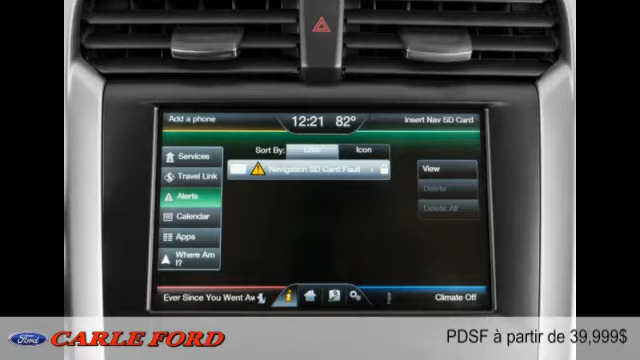 Add a phone
12:21 82°
Insert Nav SD Card
Sort By:
Icon
Services
Navigation SD Card Fault
View
Travel Link
Delete
Alerts
Delete All
Calendar
Apps
Where Am I?
Ever Since You Went Aw
Climate Off
Ford CARLE FORD
PDSF à partir de 39,999$